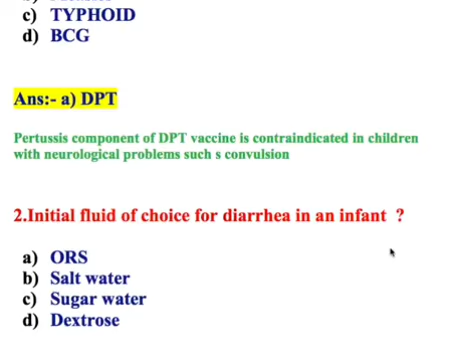 c) TYPHOID
d) BCG
Ans:- a) DPT
Pertussis component of DPT vaccine is contraindicated in children
with neurological problems such s convulsion
2.Initial fluid of choice for diarrhea in an infant ?
a) ORS
b) Salt water
c) Sugar water
d) Dextrose